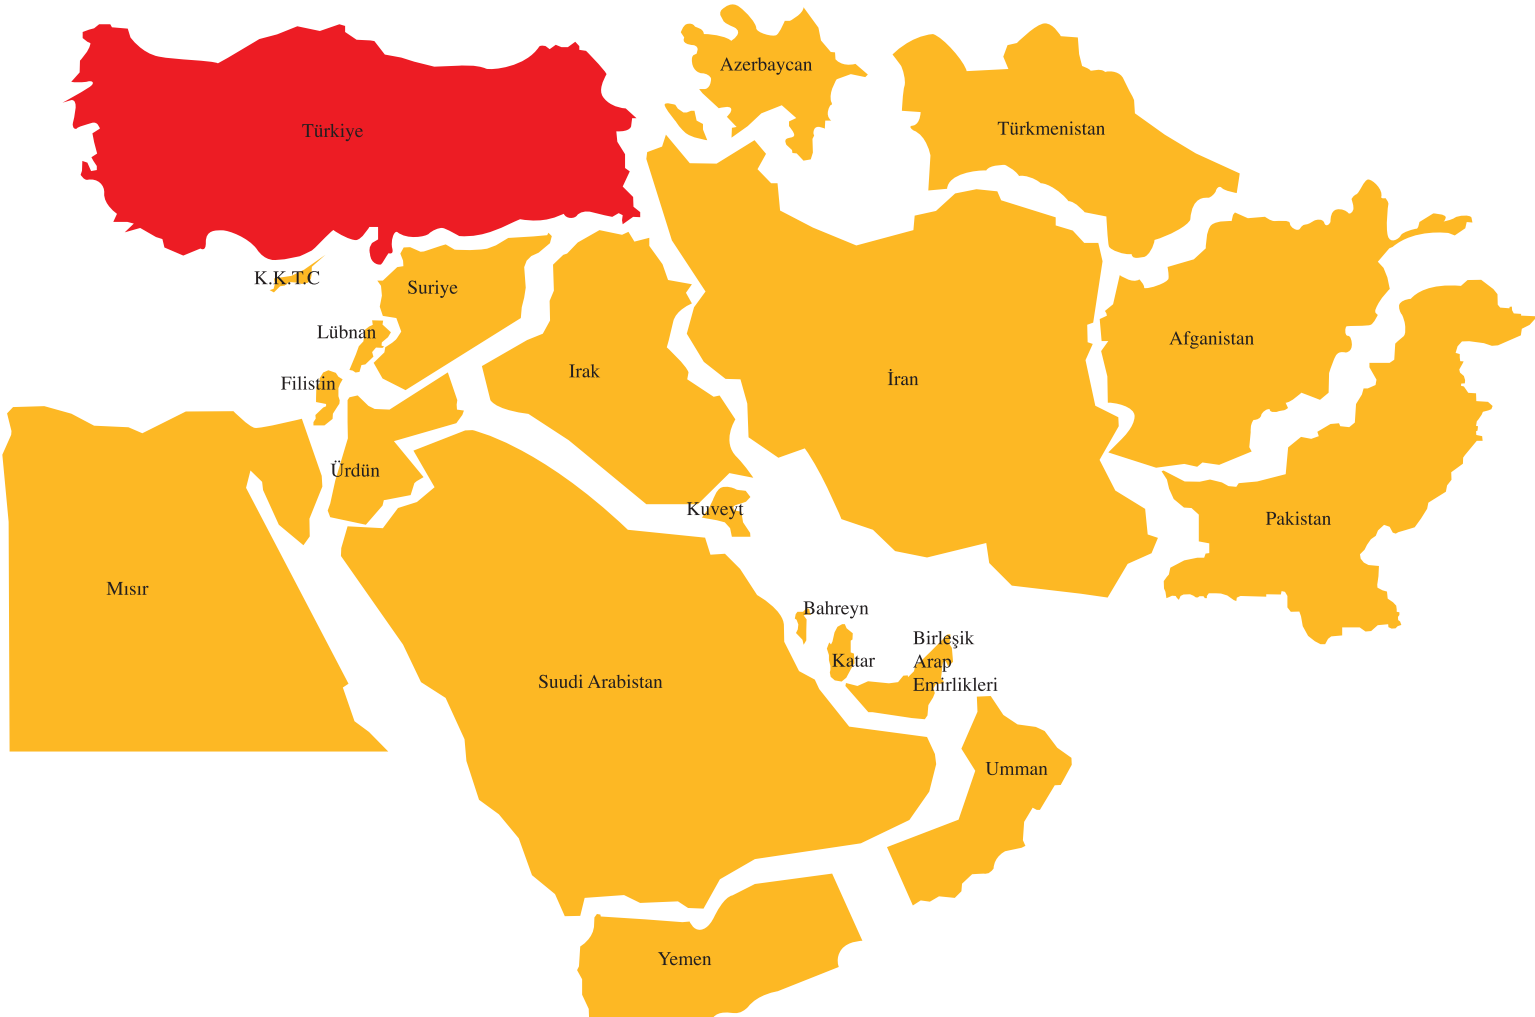 Azerbaycan
Türkiye
Türkmenistan
K.K.T.C
Suriye
Lübnan
Afganistan
Filistin
Irak
İran
Ürdün
Kuveyt
Pakistan
Mısır
Bahreyn
Birleşik
Arap
Emirlikleri
Katar
Suudi Arabistan
Umman
Yemen